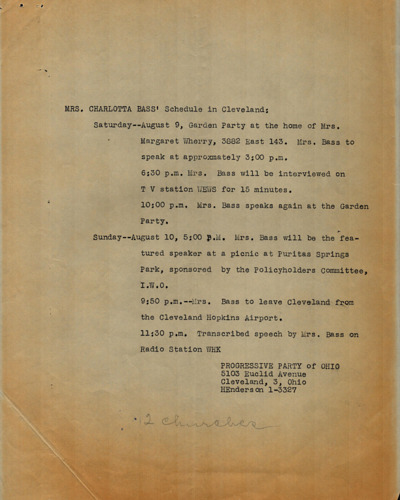 MRS. CHARLOTTA BASS' Schedule in Cleveland:
Saturday--August 9, Garden Party at the home of Mrs.
Margaret Wherry, 3882 East 143.  Mrs. Bass to
speak at approxmately 3:00 p.m.
6:30 p.m. Mrs.  Bass will be interviewed on
T V station WEWS for 15 minutes.
10:00 p.m.  Mrs. Bass speaks again at the Garden
Party.
Sunday--August 10, 5:00 P.M.  Mrs. Bass will be the fea-
tured speaker at a picnic at Puritas Springs
Park, sponsored  by the Policyholders Committee,
I.W.O.
9:50 p.m.--Mrs.  Bass to leave Cleveland from
the Cleveland Hopkins Airport.
11:30 p.m.  Transcribed speech by Mrs. Bass on
Radio Station WHK
PROGRESSIVE PARTY of OHIO
5103 Euclid Avenue
Cleveland, 3, Ohio
HEnderson 1-3327
2 churches